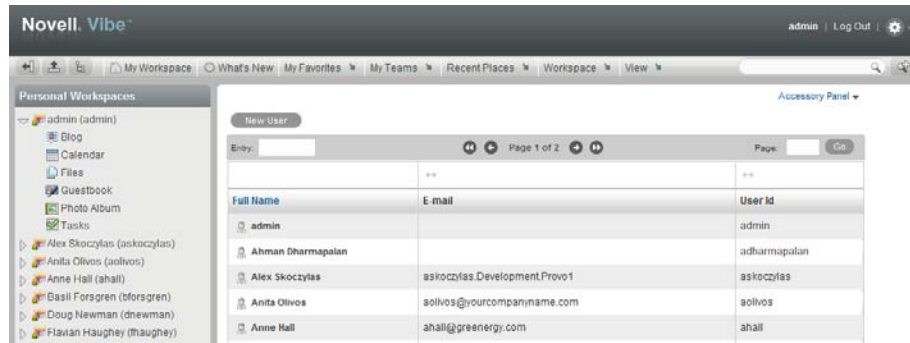 Novell. Vibe™
admin | Log Out |
My Workspace What's New My Favorites My Teams Recent Places Workspace View
Personal Workspaces
admin (admin)
Blog
Calendar
Files
Guestbook
Photo Album
Tasks
Alex Skoczylas (askoczylas)
Anita Olivos (aolivos)
Anne Hall (ahall)
Basil Forsgren (bforsgren)
Doug Newman (dnewman)
Flavian Haughey (fhaughey)
Accessory Panel
New User
Entry: Page 1 of 2 Page: Go
Full Name E-mail User Id
admin admin
Ahman Dharmapalan adharmapalan
Alex Skoczylas askoczylas.Development.Provo1 askoczylas
Anita Olivos aolivos@yourcompanyname.com aolivos
Anne Hall ahall@greenergy.com ahall